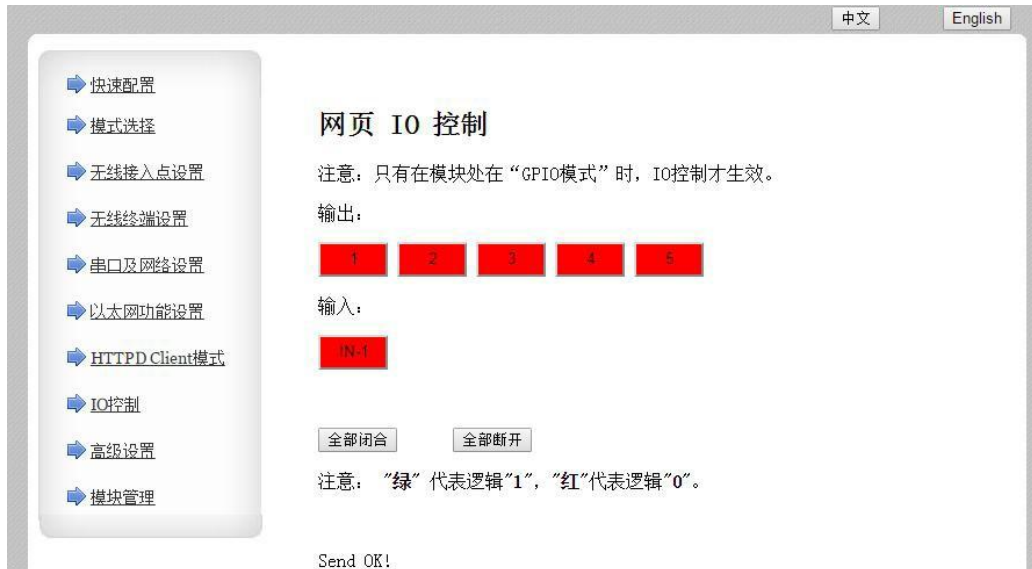 中文 English
快速配置
模式选择
无线接入点设置
无线终端设置
串口及网络设置
以太网功能设置
HTTPD Client模式
IO控制
高级设置
模块管理
网页 IO 控制
注意：只有在模块处在“GPIO模式”时，IO控制才生效。
输出：
1 2 3 4 5
输入：
IN-1
全部闭合 全部断开
注意： "绿" 代表逻辑"1"，"红"代表逻辑"0"。
Send OK!